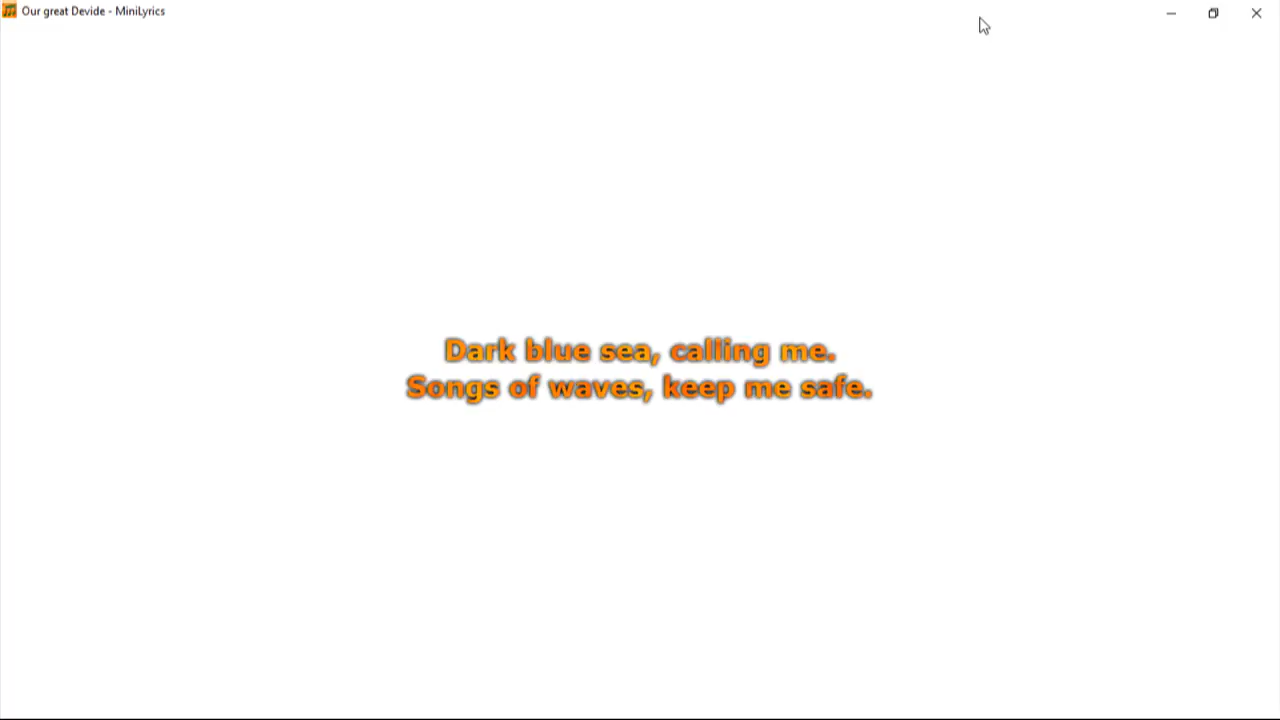 Our great Devide - MiniLyrics
Dark blue sea, calling me.
Songs of waves, keep me safe.